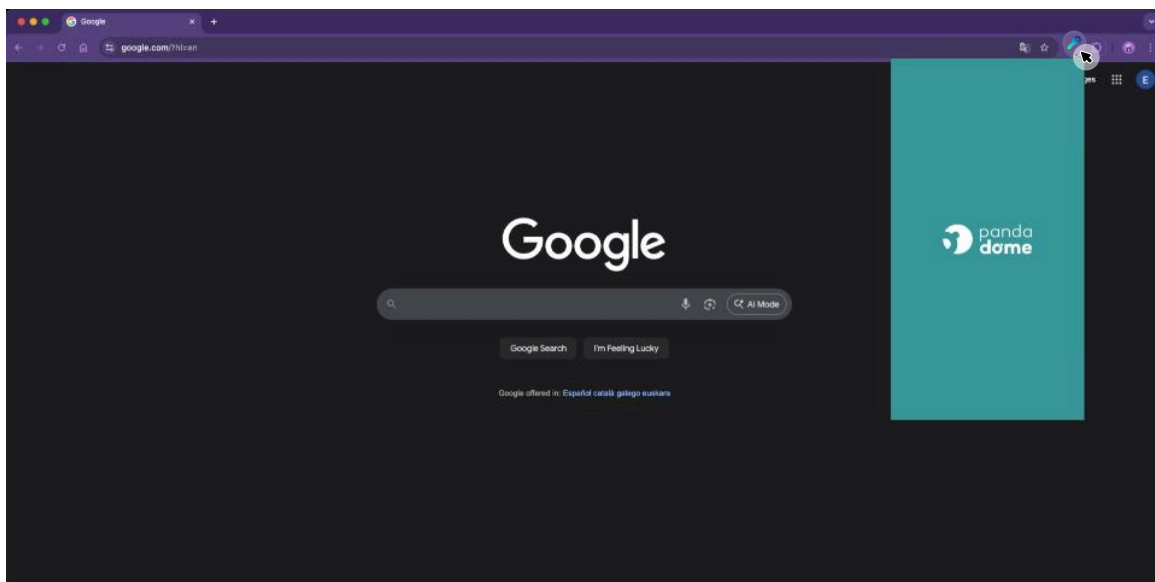 Google
google.com/?hl=en
E
Google
panda
dome
AI Mode
Google Search
I'm Feeling Lucky
Google offered in: Español català galego euskara